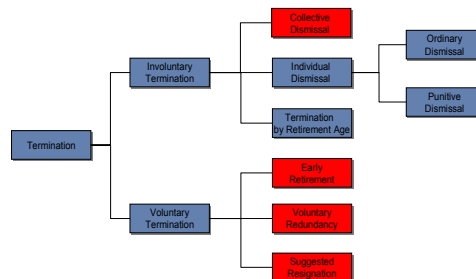 Collective
Dismissal
Ordinary
Dismissal
Involuntary
Termination
Individual
Dismissal
Punitive
Dismissal
Termination
by Retirement Age
Termination
Early
Retirement
Voluntary
Termination
Voluntary
Redundancy
Suggested
Resignation